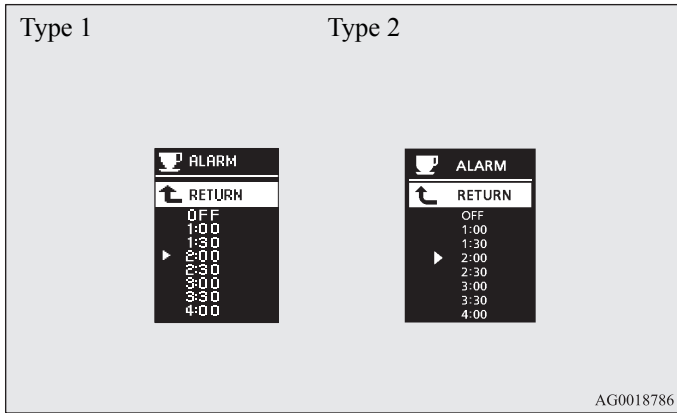 Type 1
Type 2
ALARM
RETURN
OFF
1:00
1:30
2:00
2:30
3:00
3:30
4:00
ALARM
RETURN
OFF
1:00
1:30
2:00
2:30
3:00
3:30
4:00
AG0018786